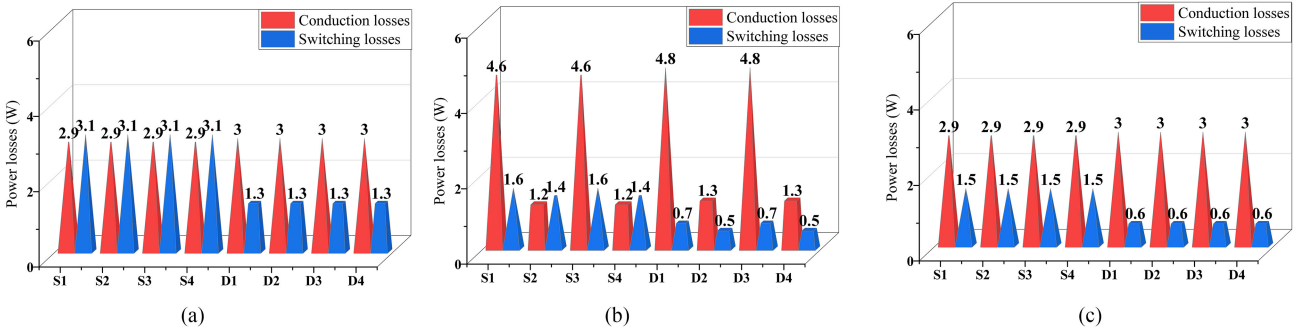 Conduction losses
Switching losses
Power losses (W)
6
4
2
0
2.9 3.1 2.9 3.1 2.9 3.1 2.9 3.1 3 1.3 3 1.3 3 1.3 3 1.3
S1 S2 S3 S4 D1 D2 D3 D4
(a)
Conduction losses
Switching losses
Power losses (W)
6
4
2
0
4.6 1.6 1.2 1.4 4.6 1.6 1.2 1.4 4.8 0.7 1.3 0.5 4.8 0.7 1.3 0.5
S1 S2 S3 S4 D1 D2 D3 D4
(b)
Conduction losses
Switching losses
Power losses (W)
6
4
2
0
2.9 1.5 2.9 1.5 2.9 1.5 2.9 1.5 3 0.6 3 0.6 3 0.6 3 0.6
S1 S2 S3 S4 D1 D2 D3 D4
(c)